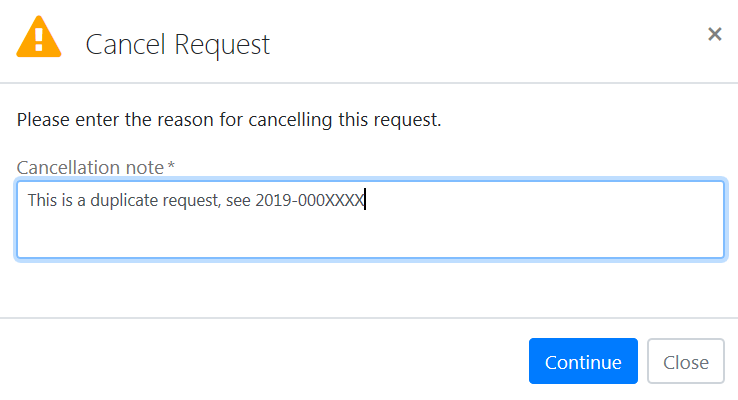 Cancel Request
×
Please enter the reason for cancelling this request.
Cancellation note *
This is a duplicate request, see 2019-000XXXX
Continue
Close